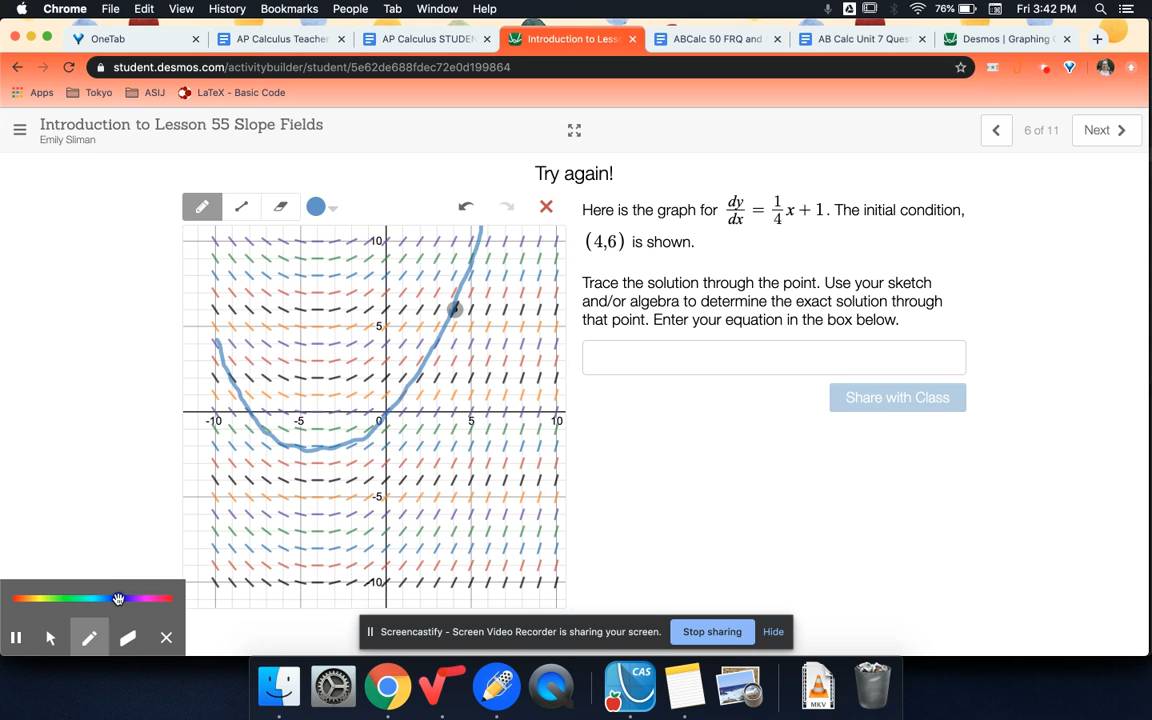 Chrome File Edit View History Bookmarks People Tab Window Help 76% Fri 3:42 PM
OneTab AP Calculus Teacher AP Calculus STUDEN Introduction to Less ABCalc 50 FRQ and AB Calc Unit 7 Quest Desmos | Graphing
student.desmos.com/activitybuilder/student/5e62de688fdec72e0d199864
Apps Tokyo ASIJ LaTeX - Basic Code
Introduction to Lesson 55 Slope Fields
Emily Sliman
6 of 11 Next
Try again!
Here is the graph for dy/dx = 1/4 x + 1. The initial condition,
(4,6) is shown.
Trace the solution through the point. Use your sketch
and/or algebra to determine the exact solution through
that point. Enter your equation in the box below.
Share with Class
10
5
-10 -5 0 5 10
-5
-10
Screencastify - Screen Video Recorder is sharing your screen. Stop sharing Hide
CAS
MKV